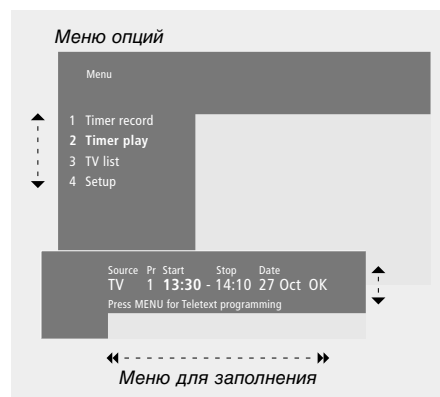 Меню опций
Menu
1 Timer record
2 Timer play
3 TV list
4 Setup
Source Pr Start Stop Date
TV 1 13:30 - 14:10 27 Oct OK
Press MENU for Teletext programming
Меню для заполнения